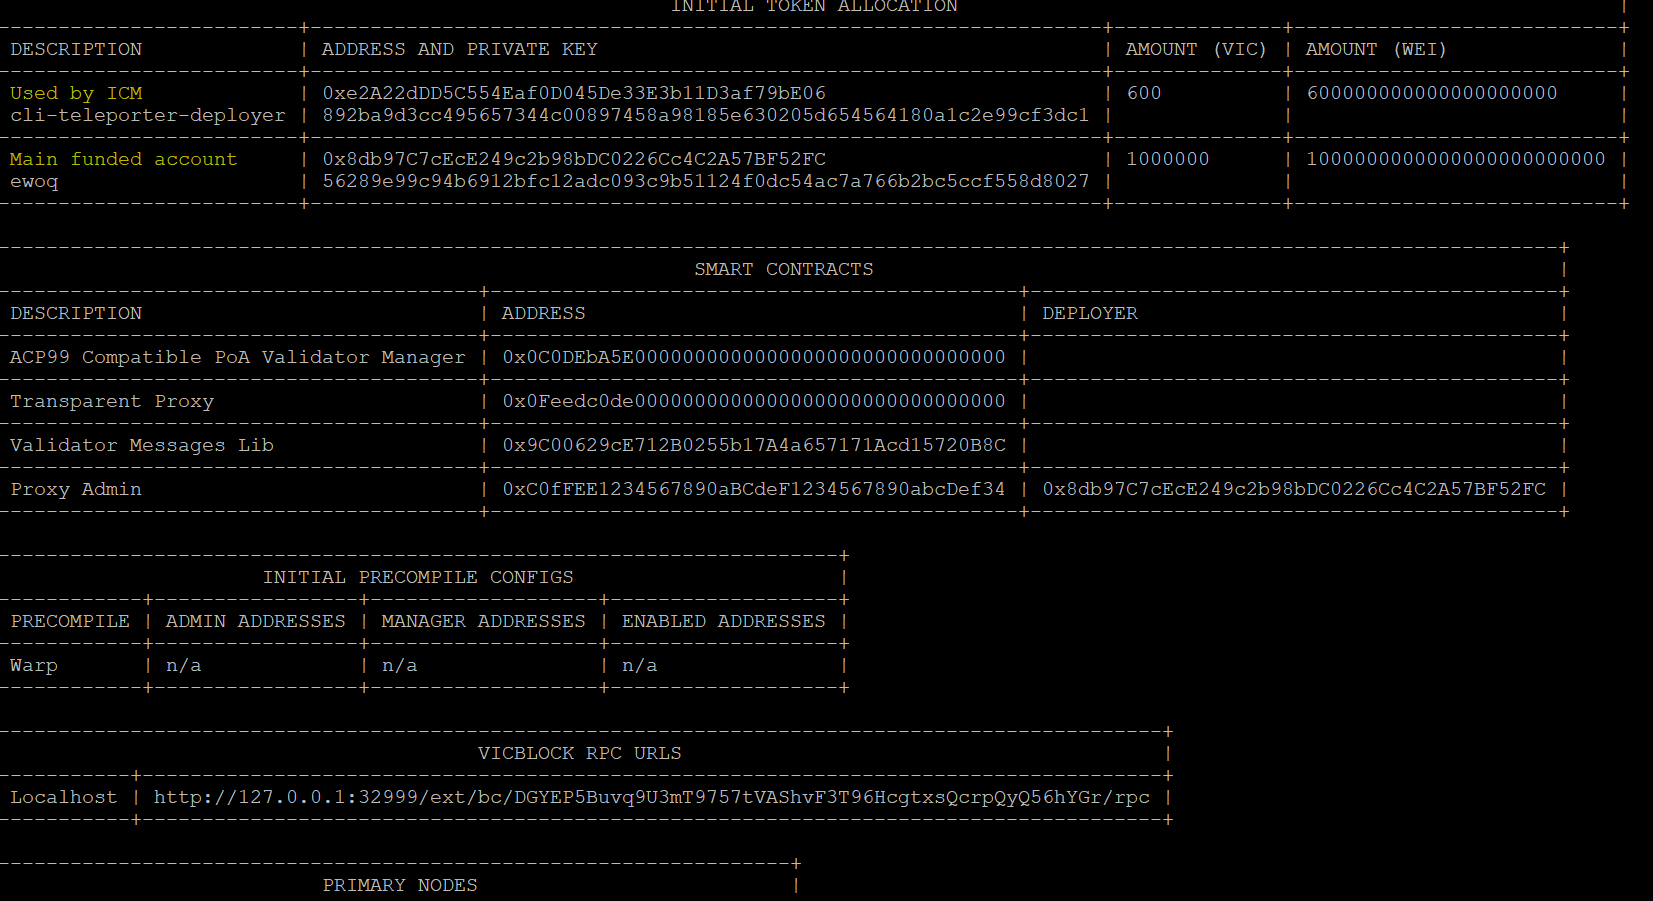 INITIAL TOKEN ALLOCATION
DESCRIPTION | ADDRESS AND PRIVATE KEY | AMOUNT (VIC) | AMOUNT (WEI) |
Used by ICM | 0xe2A22dDD5C554Eaf0D045De33E3b11D3af79bE06 | 600 | 600000000000000000000 |
cli-teleporter-deployer | 892ba9d3cc495657344c00897458a98185e630205d654564180a1c2e99cf3dc1 | | |
Main funded account | 0x8db97C7cEcE249c2b98bDC0226Cc4C2A57BF52FC | 1000000 | 1000000000000000000000000 |
ewoq | 56289e99c94b6912bfc12adc093c9b51124f0dc54ac7a766b2bc5ccf558d8027 | | |
SMART CONTRACTS |
DESCRIPTION | ADDRESS | DEPLOYER |
ACP99 Compatible PoA Validator Manager | 0x0C0DEbA5E0000000000000000000000000000000 | |
Transparent Proxy | 0x0Feedc0de0000000000000000000000000000000 | |
Validator Messages Lib | 0x9C00629cE712B0255b17A4a657171Acd15720B8C | |
Proxy Admin | 0xC0fFEE1234567890aBCdeF1234567890abcDef34 | 0x8db97C7cEcE249c2b98bDC0226Cc4C2A57BF52FC |
INITIAL PRECOMPILE CONFIGS |
PRECOMPILE | ADMIN ADDRESSES | MANAGER ADDRESSES | ENABLED ADDRESSES |
Warp | n/a | n/a | n/a |
VICBLOCK RPC URLS |
Localhost | http://127.0.0.1:32999/ext/bc/DGYEP5Buvq9U3mT9757tVAShvF3T96HcgtxsQcrpQyQ56hYGr/rpc |
PRIMARY NODES |